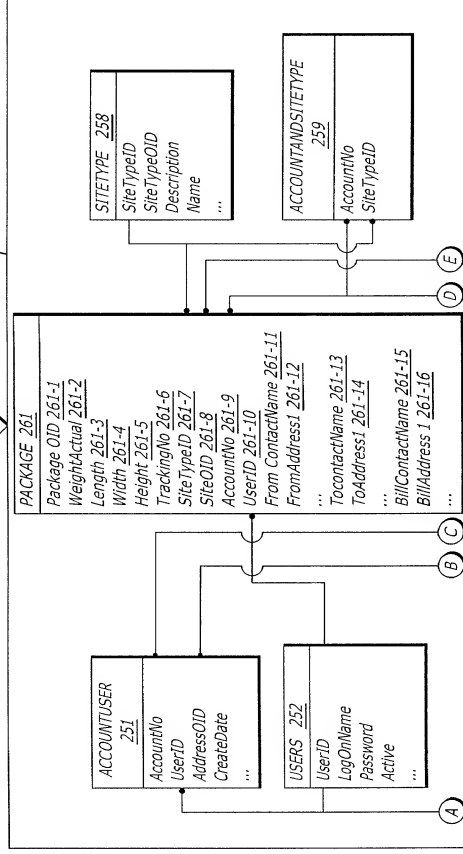 ACCOUNTUSER
251
AccountNo
UserID
AddressOID
CreateDate
...
USERS 252
UserID
LogOnName
Password
Active
...
PACKAGE 261
Package OID 261-1
WeightActual 261-2
Length 261-3
Width 261-4
Height 261-5
TrackingNo 261-6
SiteTypeID 261-7
SiteOID 261-8
AccountNo 261-9
UserID 261-10
From ContactName 261-11
FromAddress1 261-12
...
TocontactName 261-13
ToAddress1 261-14
...
BillContactName 261-15
BillAddress 1 261-16
...
SITETYPE 258
SiteTypeID
SiteTypeOID
Description
Name
...
ACCOUNTANDSITETYPE
259
AccountNo
SiteTypeID
A
B
C
D
E